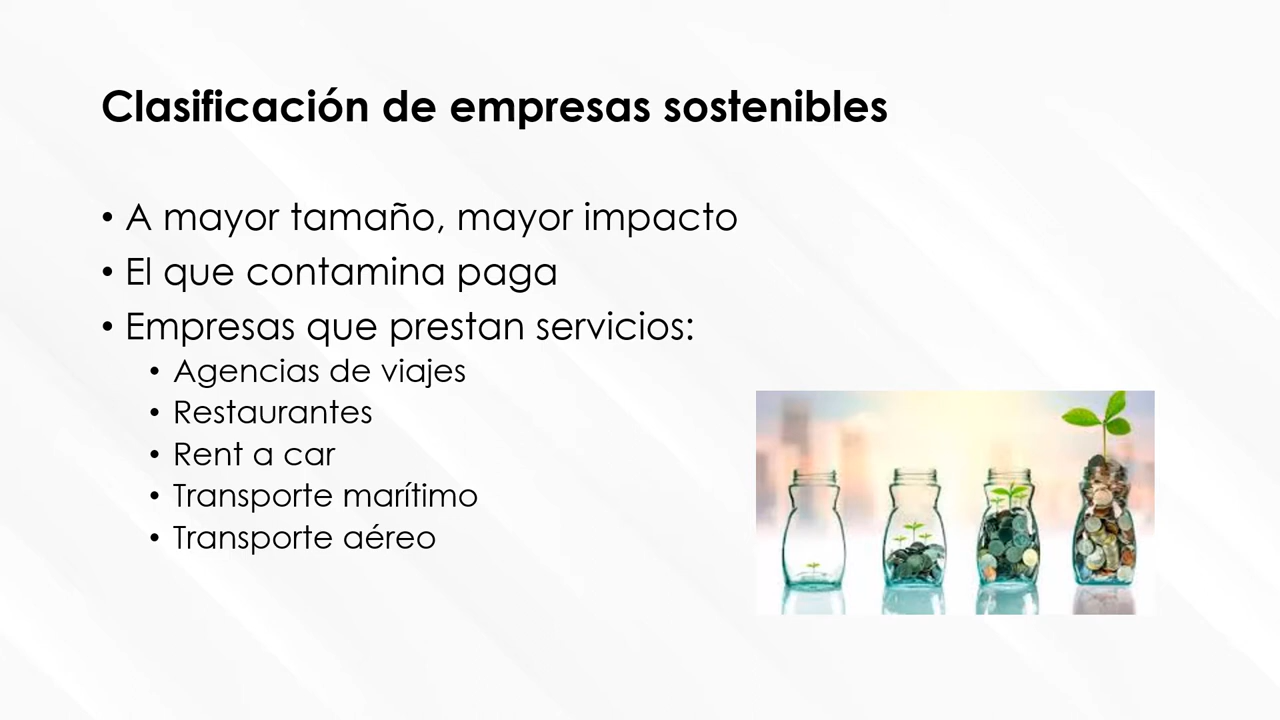 Clasificación de empresas sostenibles
• A mayor tamaño, mayor impacto
• El que contamina paga
• Empresas que prestan servicios:
• Agencias de viajes
• Restaurantes
• Rent a car
• Transporte marítimo
• Transporte aéreo